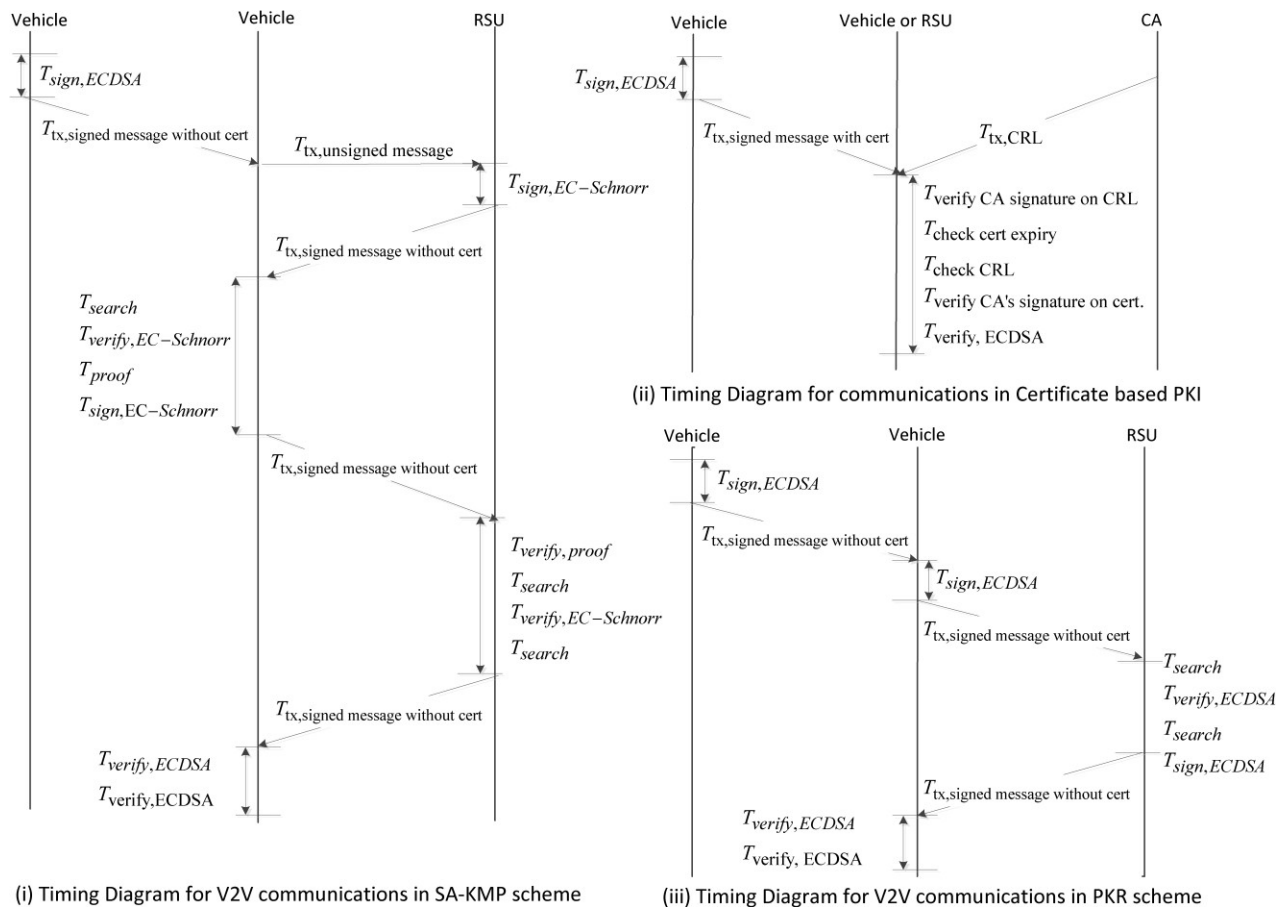 Vehicle
Vehicle
RSU
T_sign,ECDSA
T_tx,signed message without cert
T_tx,unsigned message
T_sign,EC−Schnorr
T_tx,signed message without cert
T_search
T_verify,EC−Schnorr
T_proof
T_sign,EC−Schnorr
T_tx,signed message without cert
T_verify,proof
T_search
T_verify,EC−Schnorr
T_search
T_tx,signed message without cert
T_verify,ECDSA
T_verify,ECDSA
(i) Timing Diagram for V2V communications in SA-KMP scheme
Vehicle
Vehicle or RSU
CA
T_sign,ECDSA
T_tx,signed message with cert
T_tx,CRL
T_verify CA signature on CRL
T_check cert expiry
T_check CRL
T_verify CA's signature on cert.
T_verify, ECDSA
(ii) Timing Diagram for communications in Certificate based PKI
Vehicle
Vehicle
RSU
T_sign,ECDSA
T_tx,signed message without cert
T_sign,ECDSA
T_tx,signed message without cert
T_search
T_verify,ECDSA
T_search
T_sign,ECDSA
T_tx,signed message without cert
T_verify,ECDSA
T_verify, ECDSA
(iii) Timing Diagram for V2V communications in PKR scheme